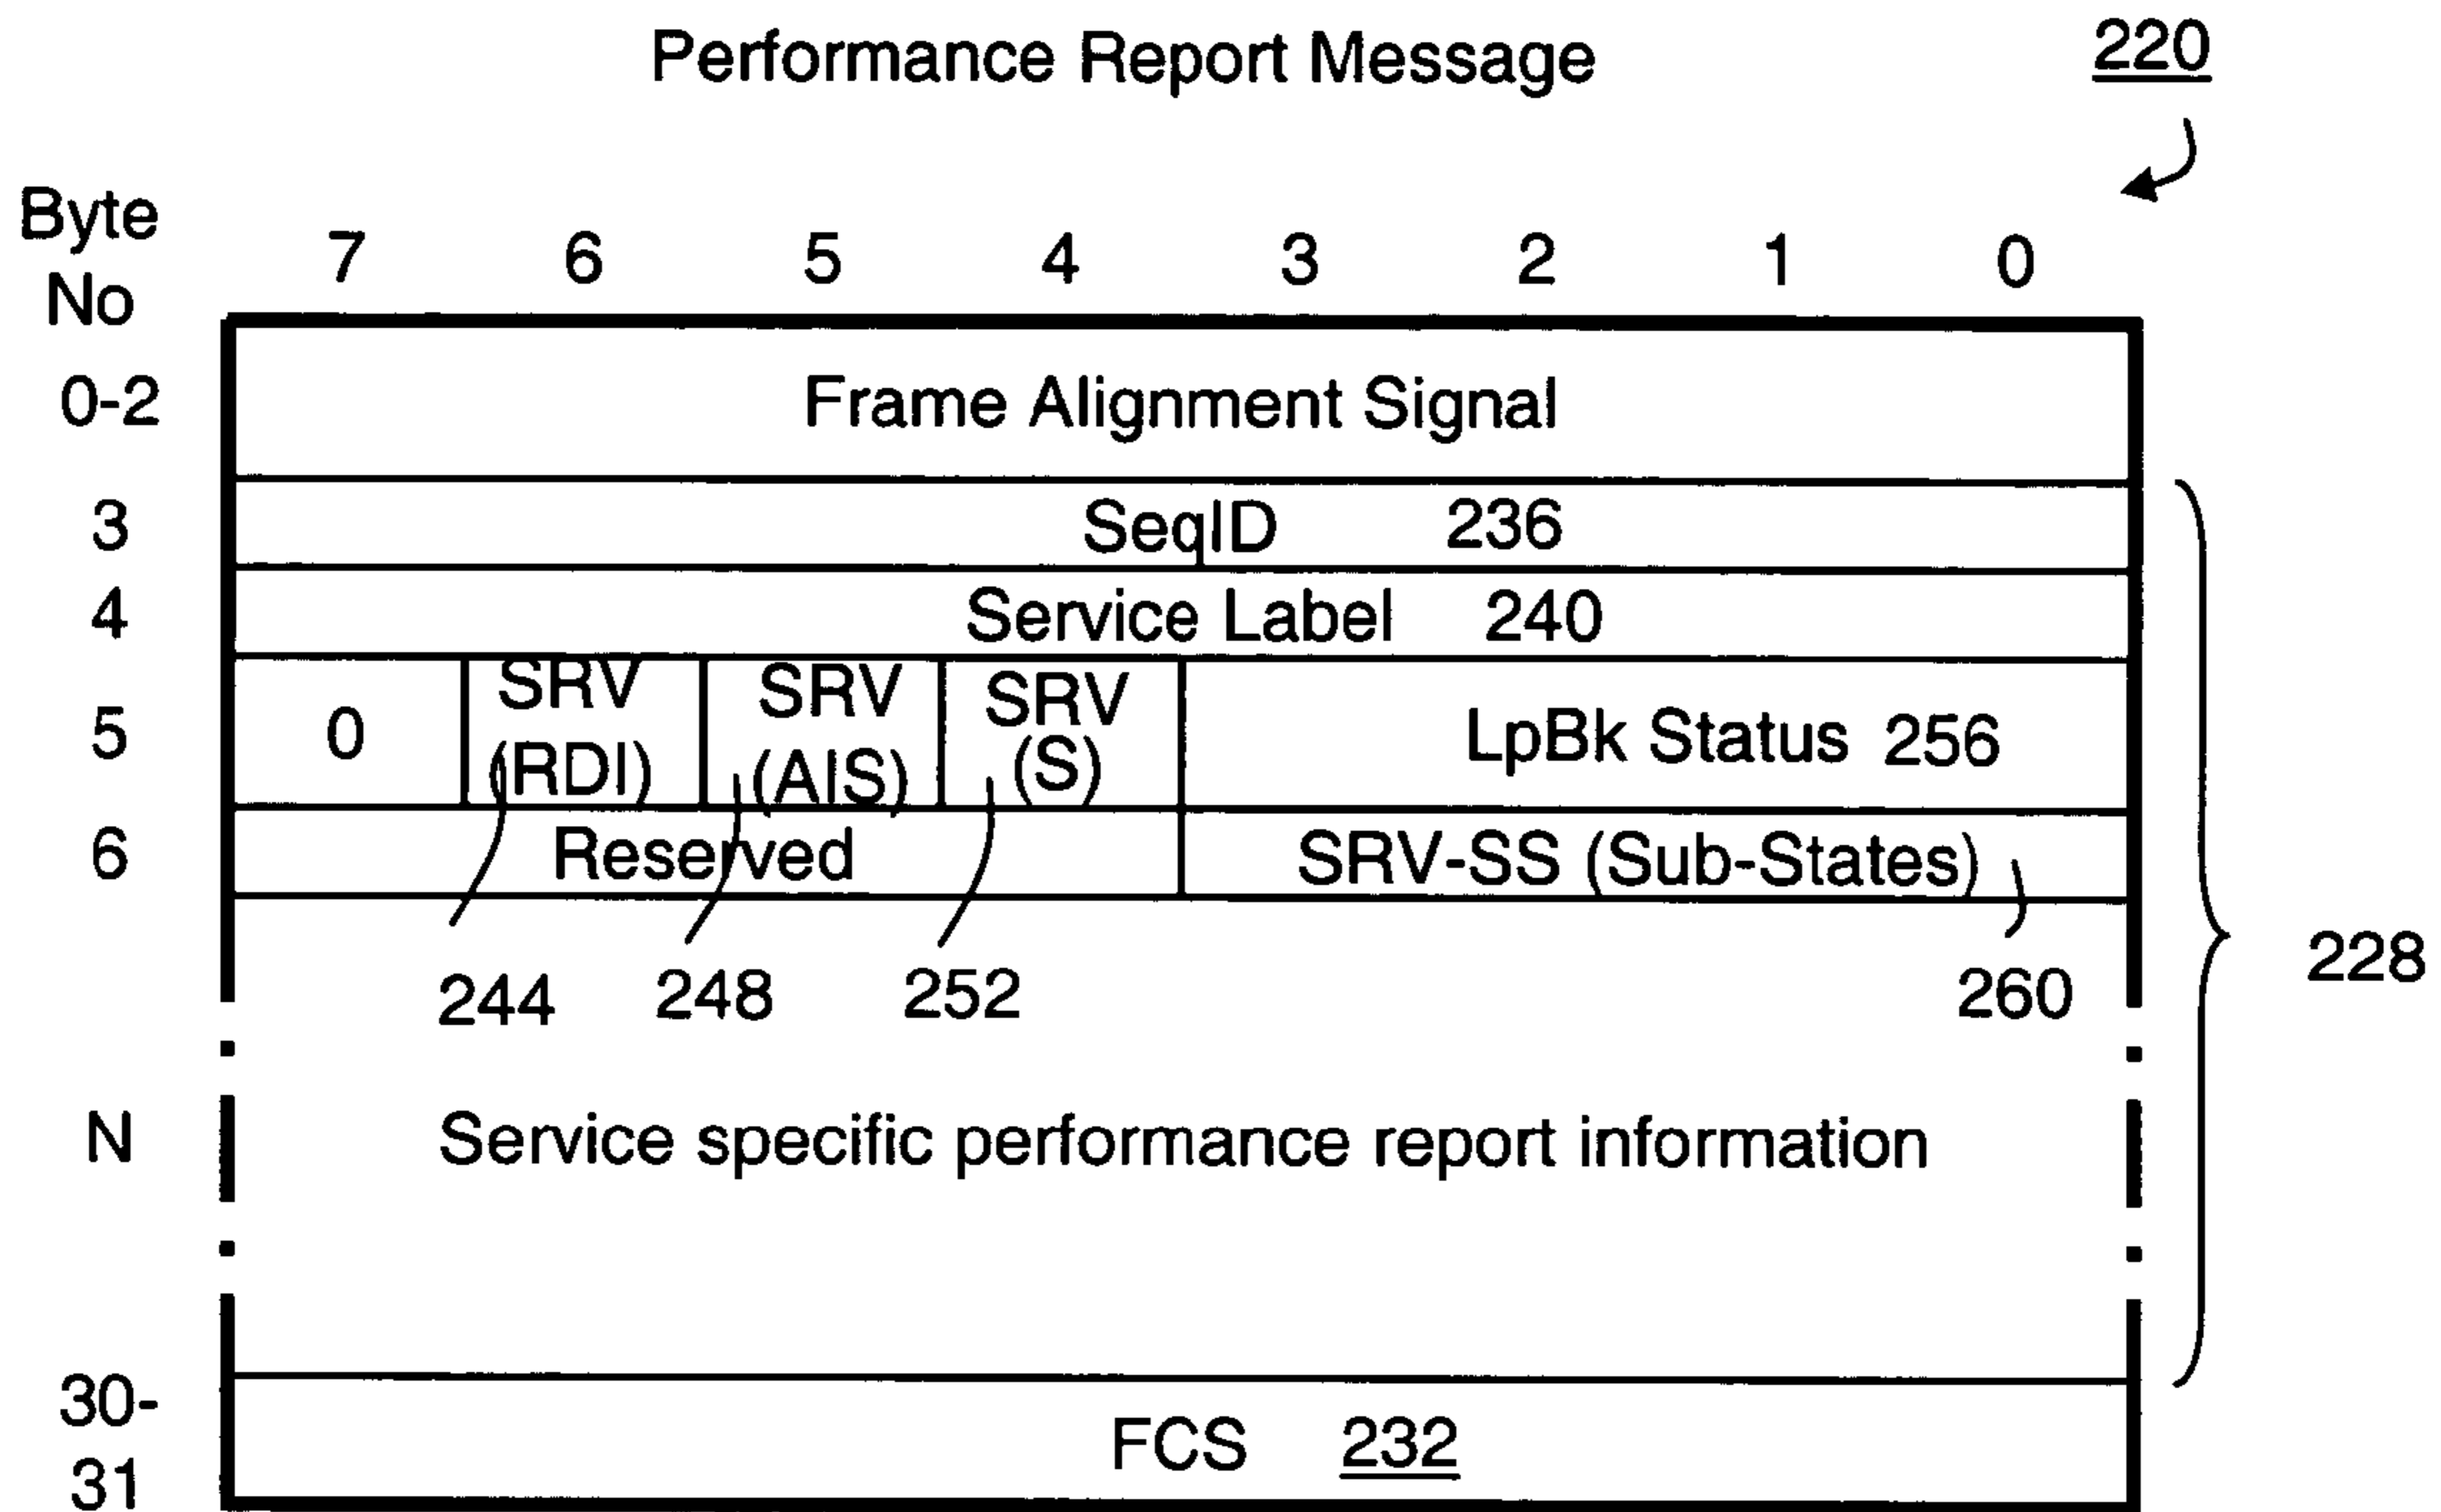 Performance Report Message 220
Byte No 7 6 5 4 3 2 1 0
0-2 Frame Alignment Signal
3 SeqID 236
4 Service Label 240
5 0 SRV (RDI) SRV (AIS) SRV (S) LpBk Status 256
6 Reserved SRV-SS (Sub-States)
244 248 252 260 228
N Service specific performance report information
30-31 FCS 232